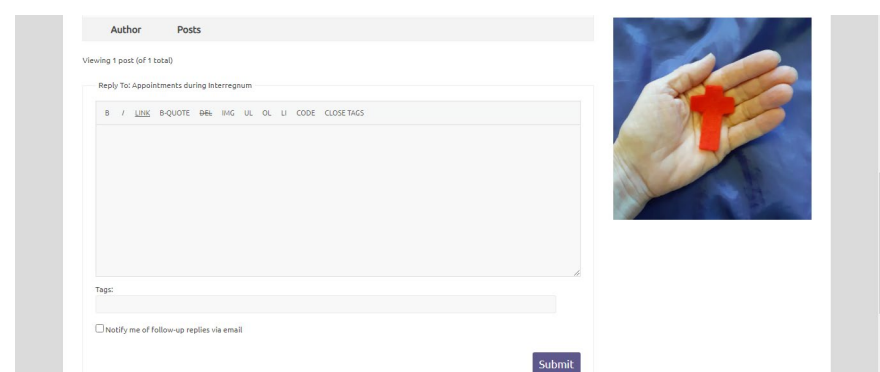 Author Posts
Viewing 1 post (of 1 total)
Reply To: Appointments during Interregnum
B I LINK B-QUOTE DEL IMG UL OL LI CODE CLOSE TAGS
Tags:
Notify me of follow-up replies via email
Submit